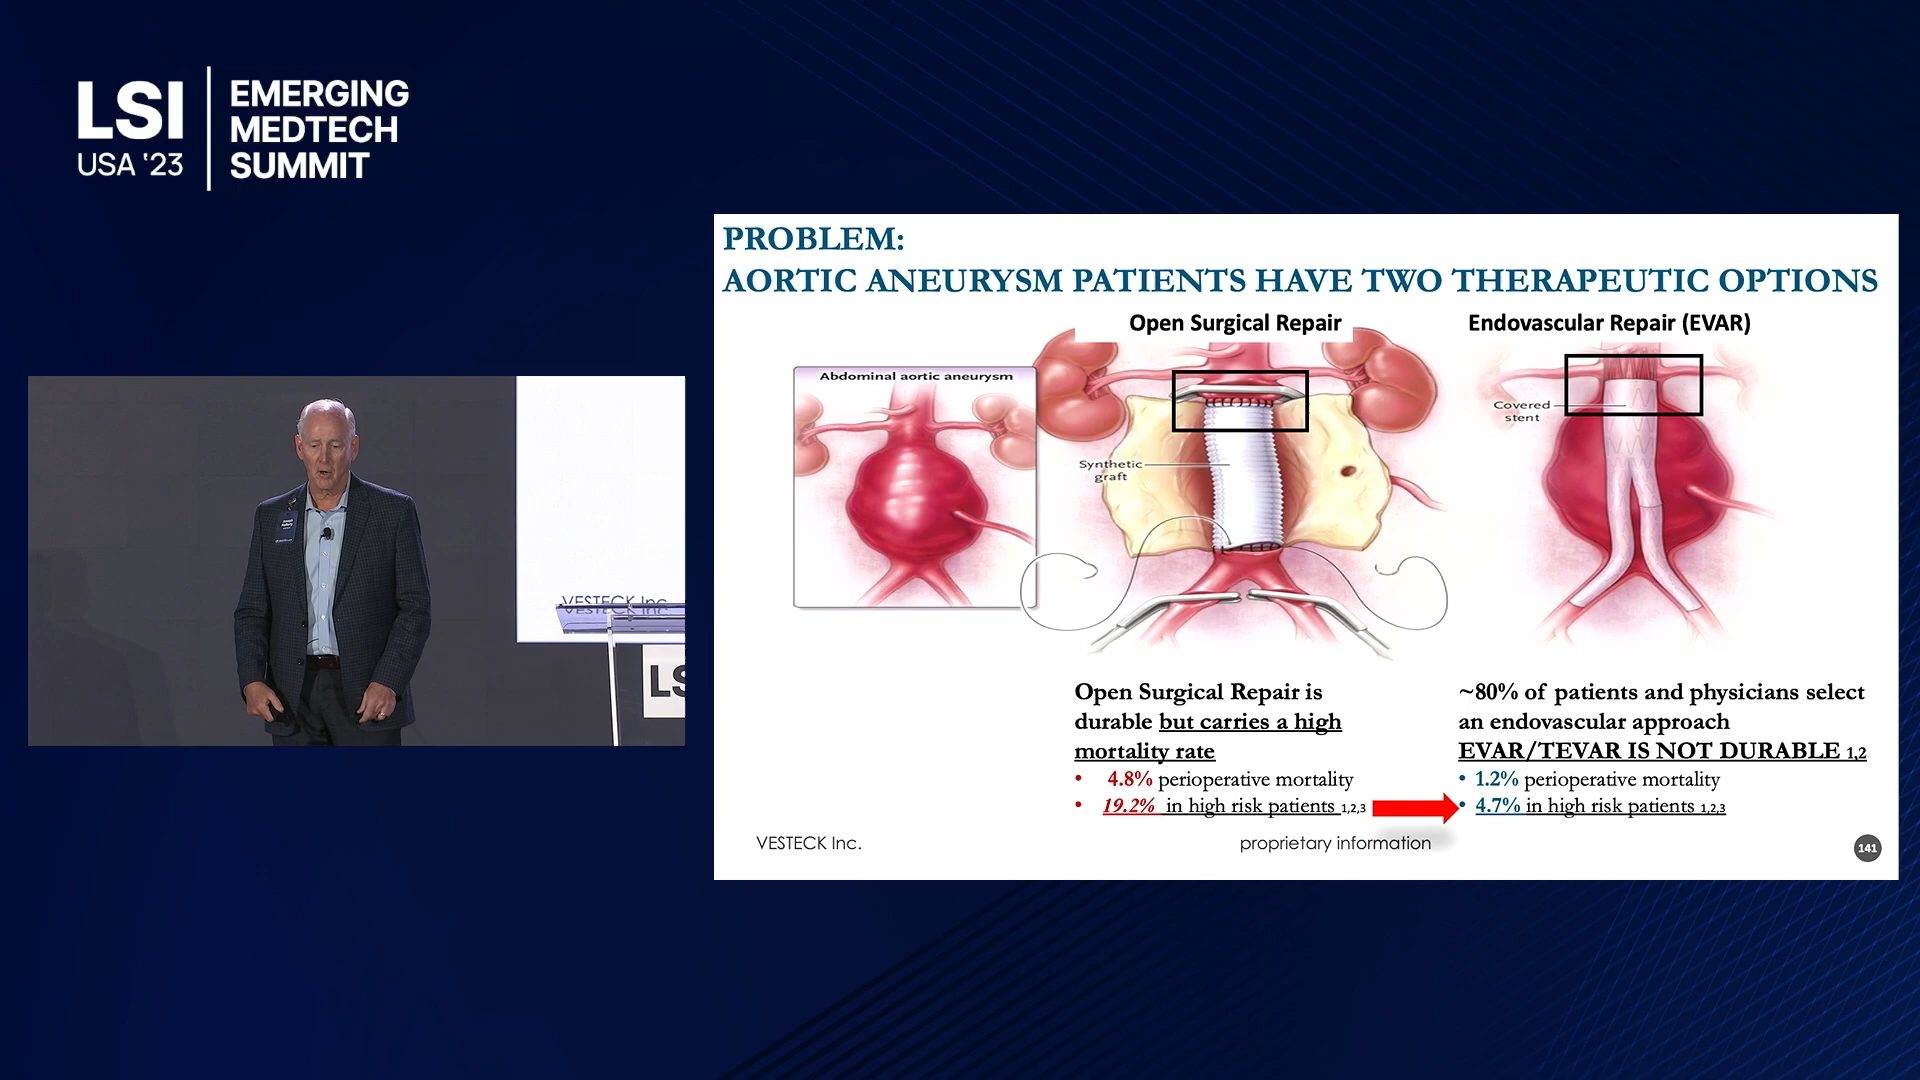 LSI
USA '23
EMERGING
MEDTECH
SUMMIT
PROBLEM:
AORTIC ANEURYSM PATIENTS HAVE TWO THERAPEUTIC OPTIONS
Open Surgical Repair
Endovascular Repair (EVAR)
Abdominal aortic aneurysm
Synthetic
graft
Covered
stent
Open Surgical Repair is
durable but carries a high
mortality rate
• 4.8% perioperative mortality
• 19.2% in high risk patients 1,2,3
~80% of patients and physicians select
an endovascular approach
EVAR/TEVAR IS NOT DURABLE 1,2
• 1.2% perioperative mortality
• 4.7% in high risk patients 1,2,3
VESTECK Inc.
proprietary information
141
VESTECK Inc.
LS